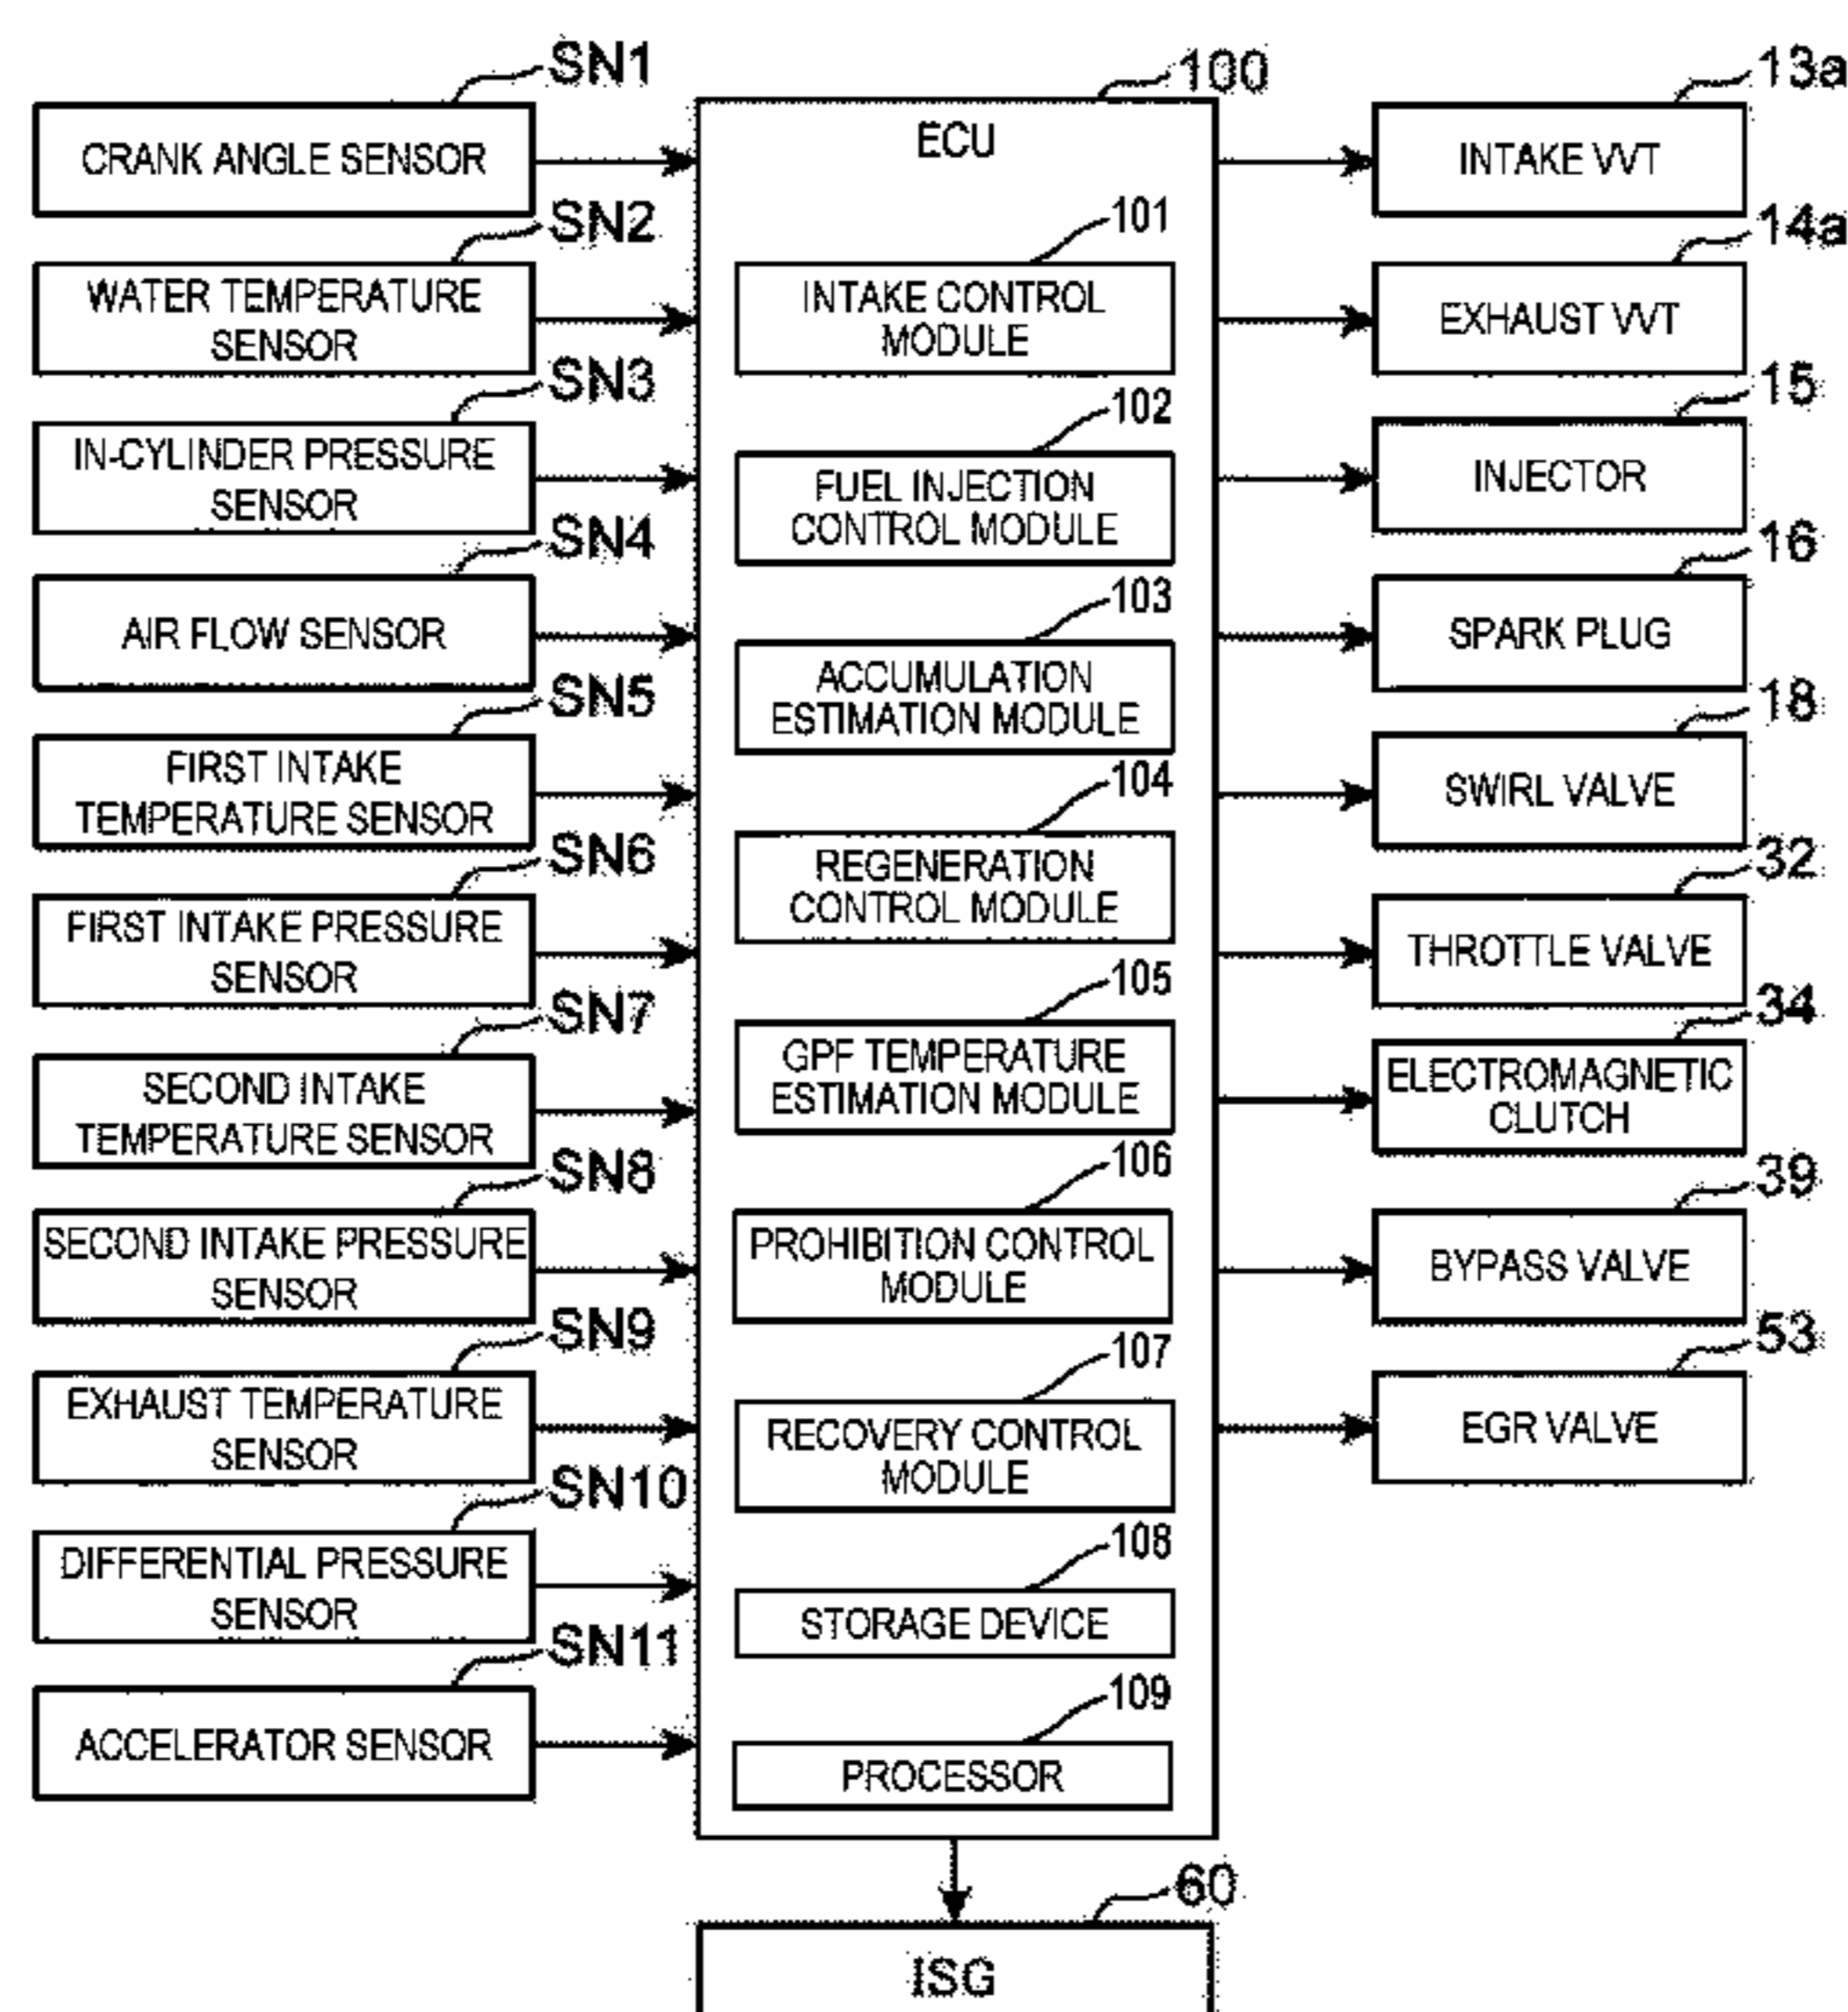 SN1
CRANK ANGLE SENSOR
SN2
WATER TEMPERATURE
SENSOR
SN3
IN-CYLINDER PRESSURE
SENSOR
SN4
AIR FLOW SENSOR
SN5
FIRST INTAKE
TEMPERATURE SENSOR
SN6
FIRST INTAKE PRESSURE
SENSOR
SN7
SECOND INTAKE
TEMPERATURE SENSOR
SN8
SECOND INTAKE PRESSURE
SENSOR
SN9
EXHAUST TEMPERATURE
SENSOR
SN10
DIFFERENTIAL PRESSURE
SENSOR
SN11
ACCELERATOR SENSOR
100
ECU
101
INTAKE CONTROL
MODULE
102
FUEL INJECTION
CONTROL MODULE
103
ACCUMULATION
ESTIMATION MODULE
104
REGENERATION
CONTROL MODULE
105
GPF TEMPERATURE
ESTIMATION MODULE
106
PROHIBITION CONTROL
MODULE
107
RECOVERY CONTROL
MODULE
108
STORAGE DEVICE
109
PROCESSOR
13a
INTAKE VVT
14a
EXHAUST VVT
15
INJECTOR
16
SPARK PLUG
18
SWIRL VALVE
32
THROTTLE VALVE
34
ELECTROMAGNETIC
CLUTCH
39
BYPASS VALVE
53
EGR VALVE
60
ISG